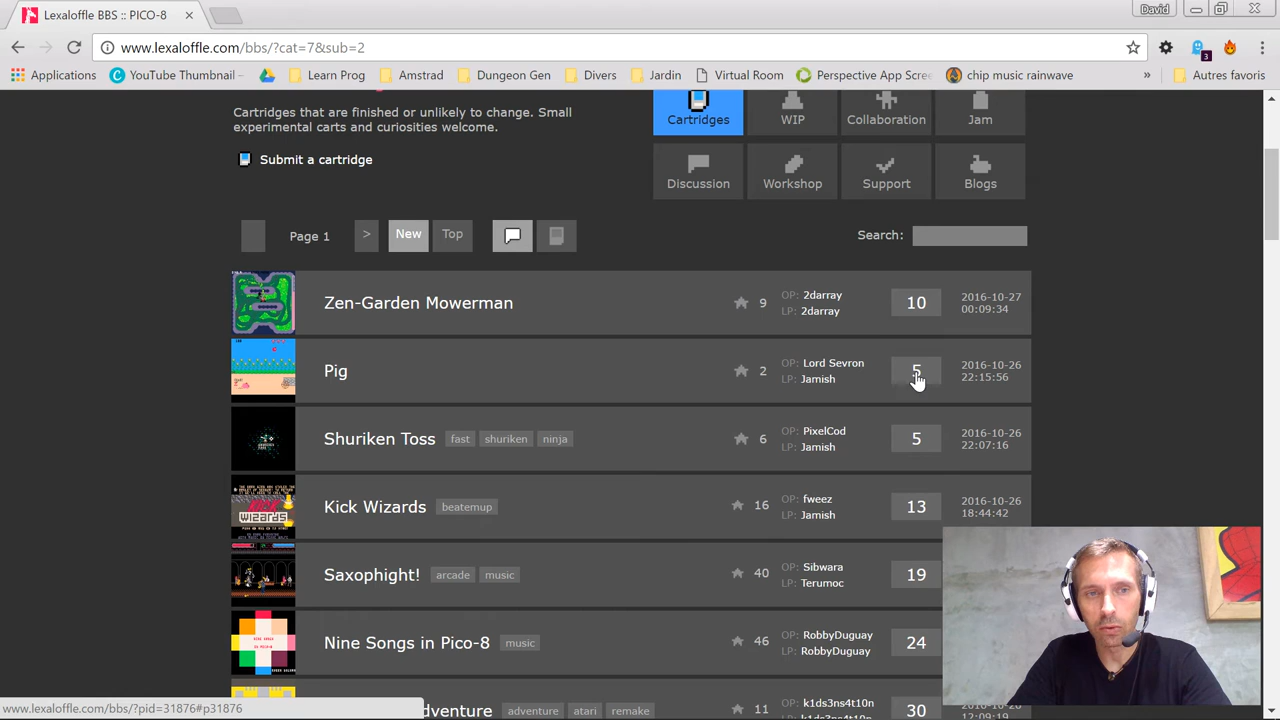 Lexaloffle BBS :: PICO-8
David
www.lexaloffle.com/bbs/?cat=7&sub=2
3
Applications
YouTube Thumbnail
Learn Prog
Amstrad
Dungeon Gen
Divers
Jardin
Virtual Room
Perspective App Scree
chip music rainwave
»
Autres favoris
Cartridges that are finished or unlikely to change. Small
experimental carts and curiosities welcome.
Submit a cartridge
Cartridges
WIP
Collaboration
Jam
Discussion
Workshop
Support
Blogs
Page 1
>
New
Top
Search:
Zen-Garden Mowerman
9
OP: 2darray
LP: 2darray
10
2016-10-27
00:09:34
Pig
2
OP: Lord Sevron
LP: Jamish
5
2016-10-26
22:15:56
Shuriken Toss
fast
shuriken
ninja
6
OP: PixelCod
LP: Jamish
5
2016-10-26
22:07:16
KICK
WIZARDS
Kick Wizards
beatemup
16
OP: fweez
LP: Jamish
13
2016-10-26
18:44:42
Saxophight!
arcade
music
40
OP: Sibwara
LP: Terumoc
19
Nine Songs in Pico-8
music
46
OP: RobbyDuguay
LP: RobbyDuguay
24
dventure
adventure
atari
remake
11
OP: k1ds3ns4t10n
LP: k1ds3ns4t10n
30
www.lexaloffle.com/bbs/?pid=31876#p31876